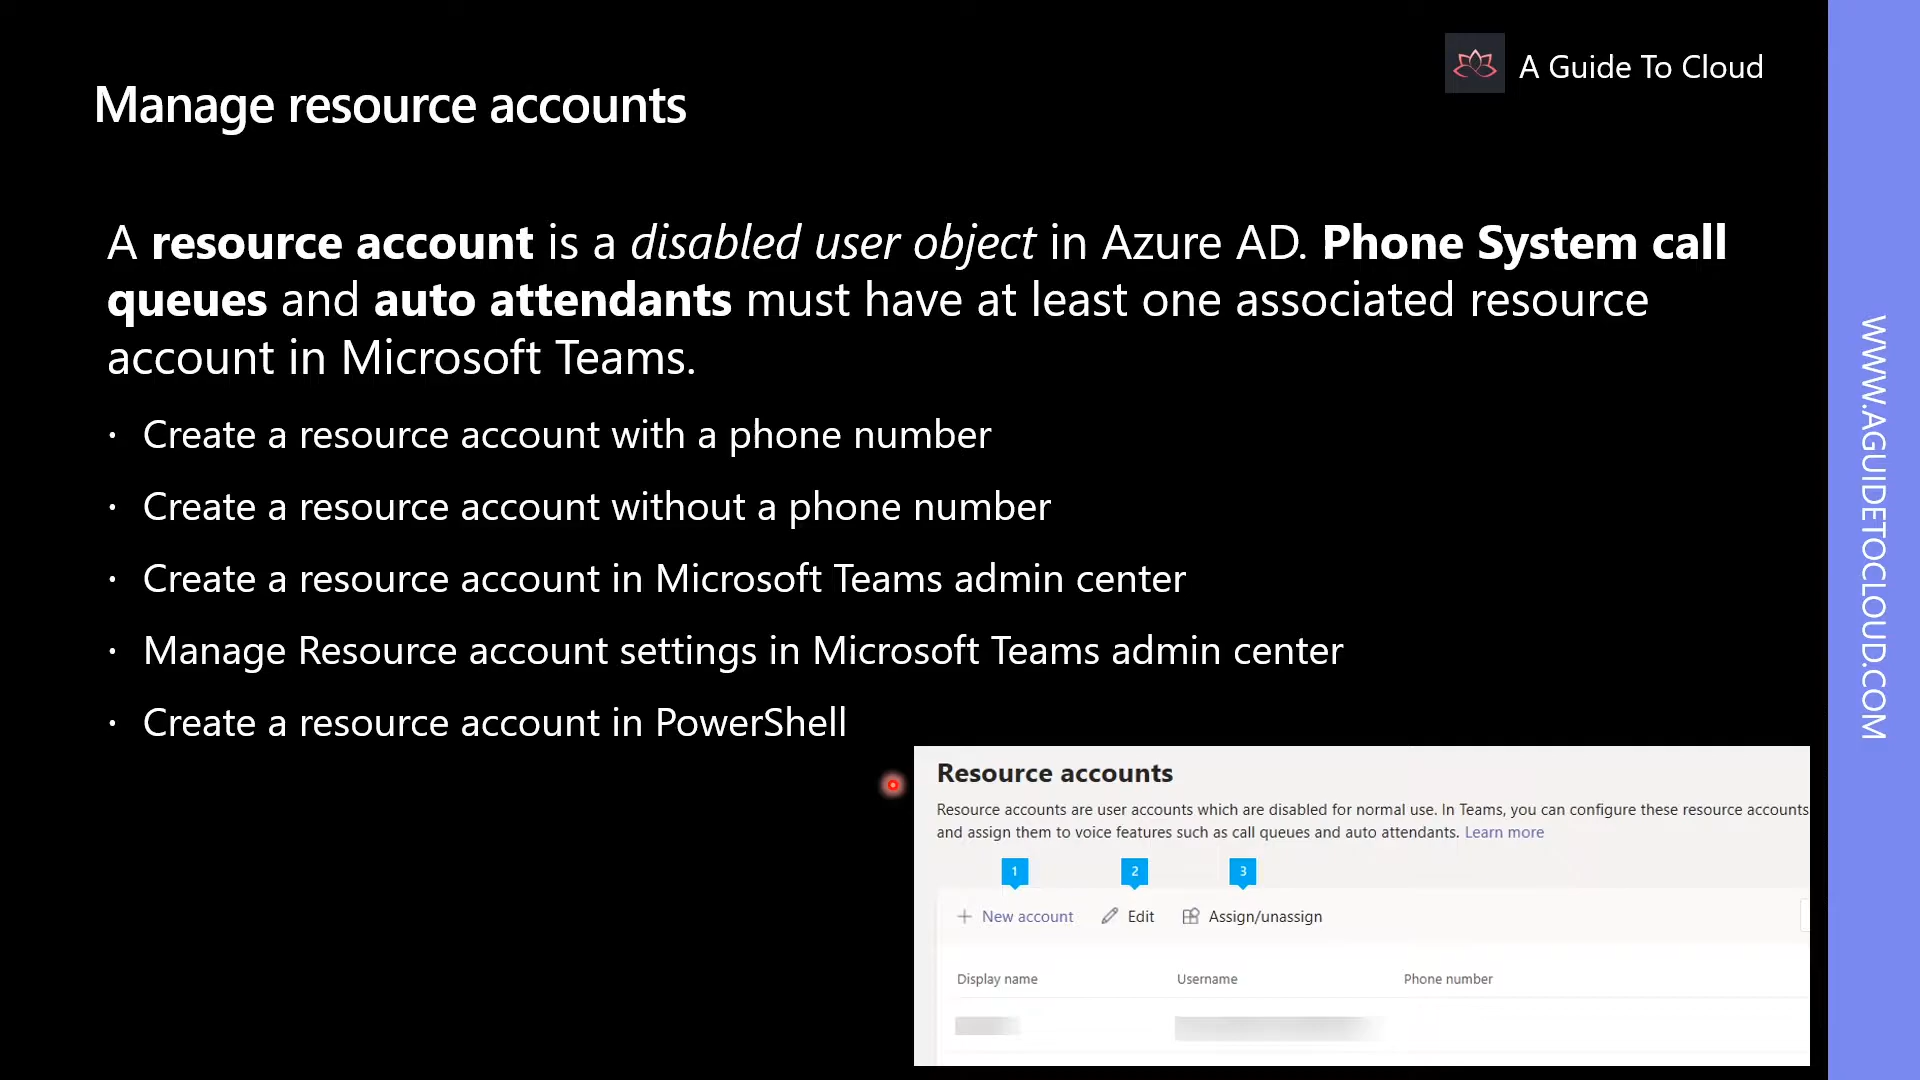 A Guide To Cloud
Manage resource accounts
A resource account is a disabled user object in Azure AD. Phone System call
queues and auto attendants must have at least one associated resource
account in Microsoft Teams.
· Create a resource account with a phone number
· Create a resource account without a phone number
· Create a resource account in Microsoft Teams admin center
· Manage Resource account settings in Microsoft Teams admin center
· Create a resource account in PowerShell
Resource accounts
Resource accounts are user accounts which are disabled for normal use. In Teams, you can configure these resource accounts
and assign them to voice features such as call queues and auto attendants. Learn more
1 2 3
+ New account Edit Assign/unassign
Display name Username Phone number
WWW.AGUIDETOCLOUD.COM